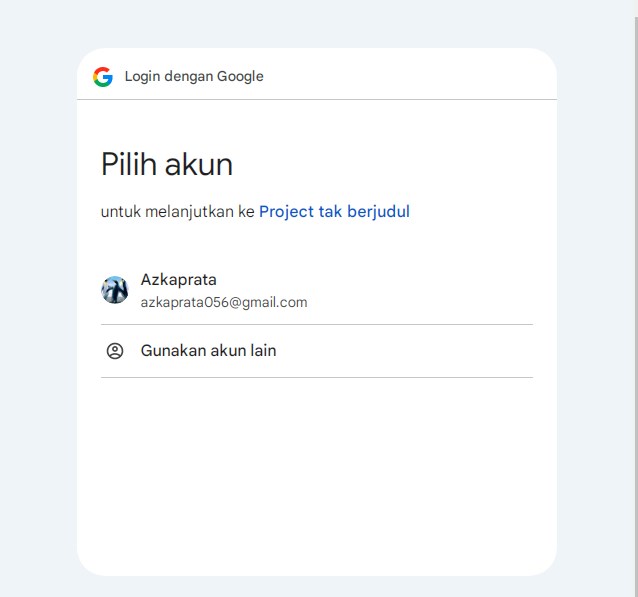 Login dengan Google
Pilih akun
untuk melanjutkan ke Project tak berjudul
Azkaprata
azkaprata056@gmail.com
Gunakan akun lain